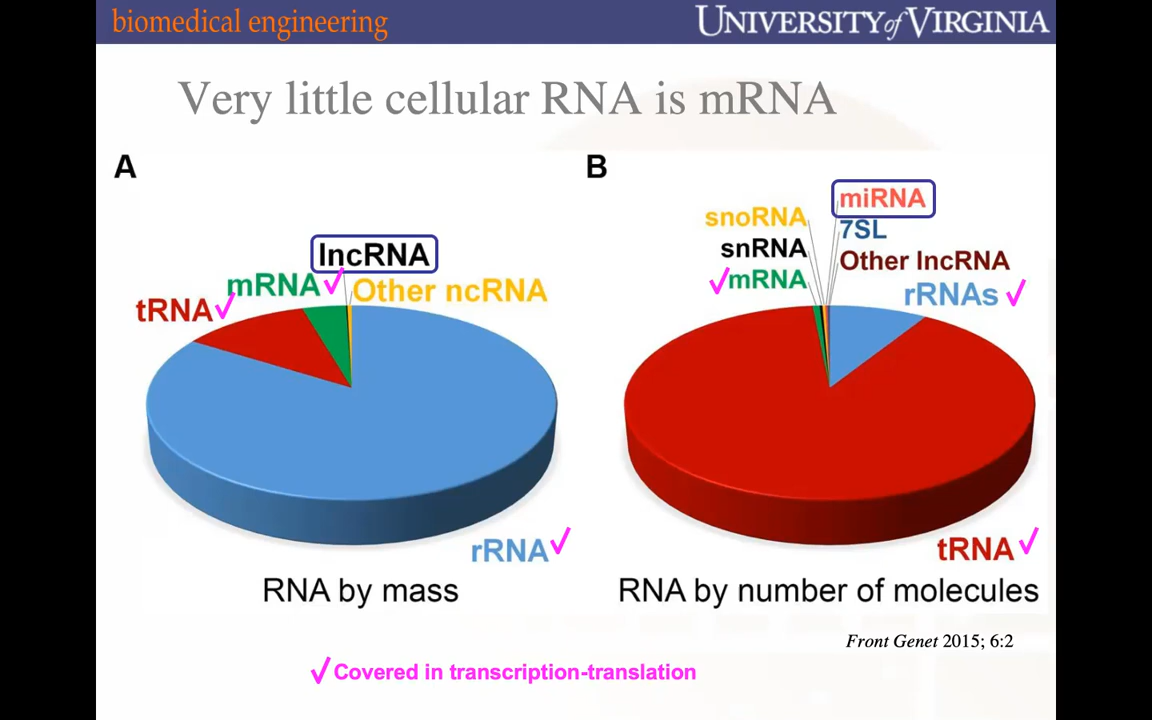 biomedical engineering
UNIVERSITY of VIRGINIA
Very little cellular RNA is mRNA
A
lncRNA
mRNA ✓
Other ncRNA
tRNA ✓
rRNA ✓
RNA by mass
B
miRNA
snoRNA
7SL
snRNA
Other lncRNA
✓ mRNA
rRNAs ✓
tRNA ✓
RNA by number of molecules
Front Genet 2015; 6:2
✓ Covered in transcription-translation